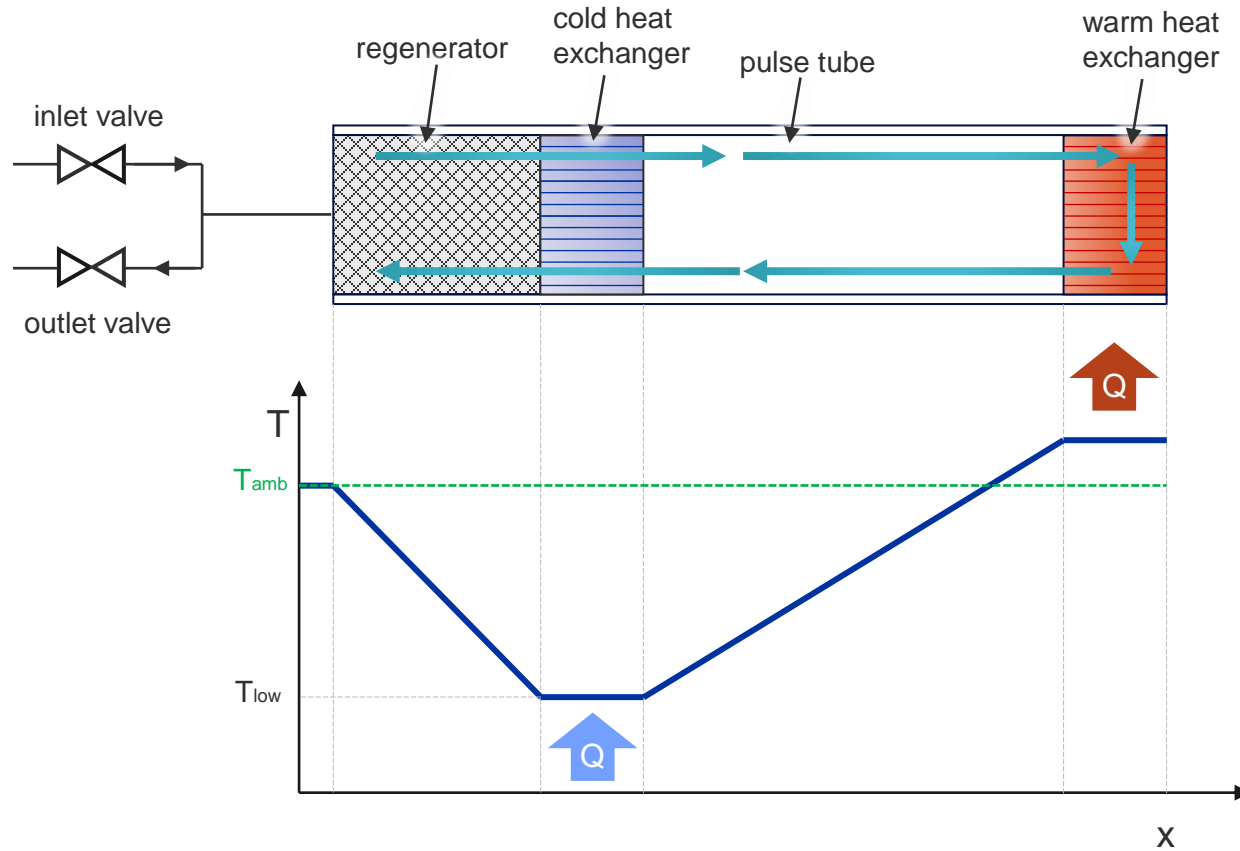 cold heat
exchanger
warm heat
exchanger
regenerator
pulse tube
inlet valve
outlet valve
Q
T
Tamb
Tlow
Q
x